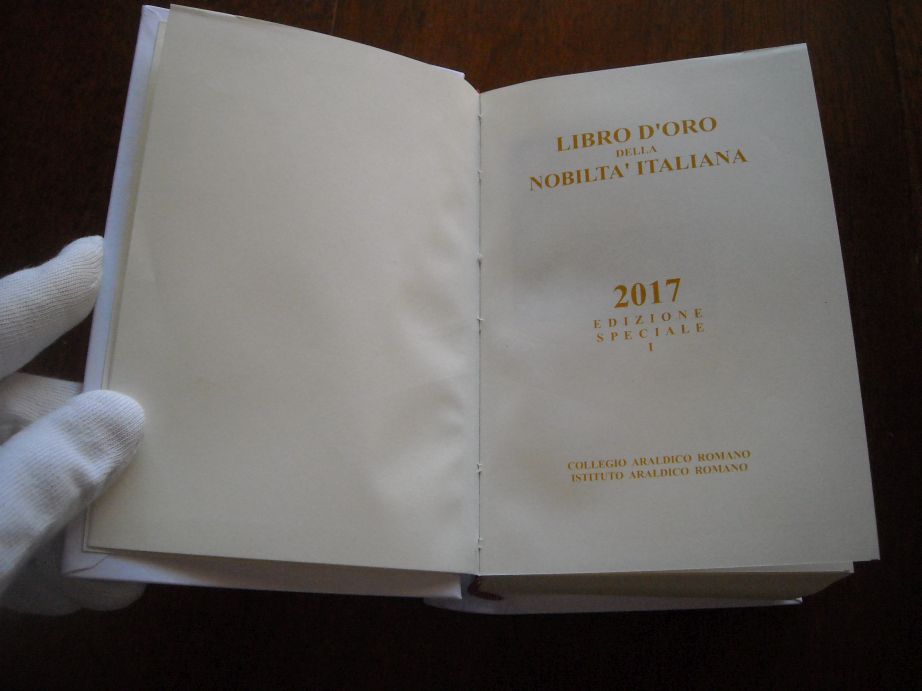 LIBRO D'ORO
DELLA
NOBILTA' ITALIANA
2017
EDIZIONE
SPECIALE
I
COLLEGIO ARALDICO ROMANO
ISTITUTO ARALDICO ROMANO